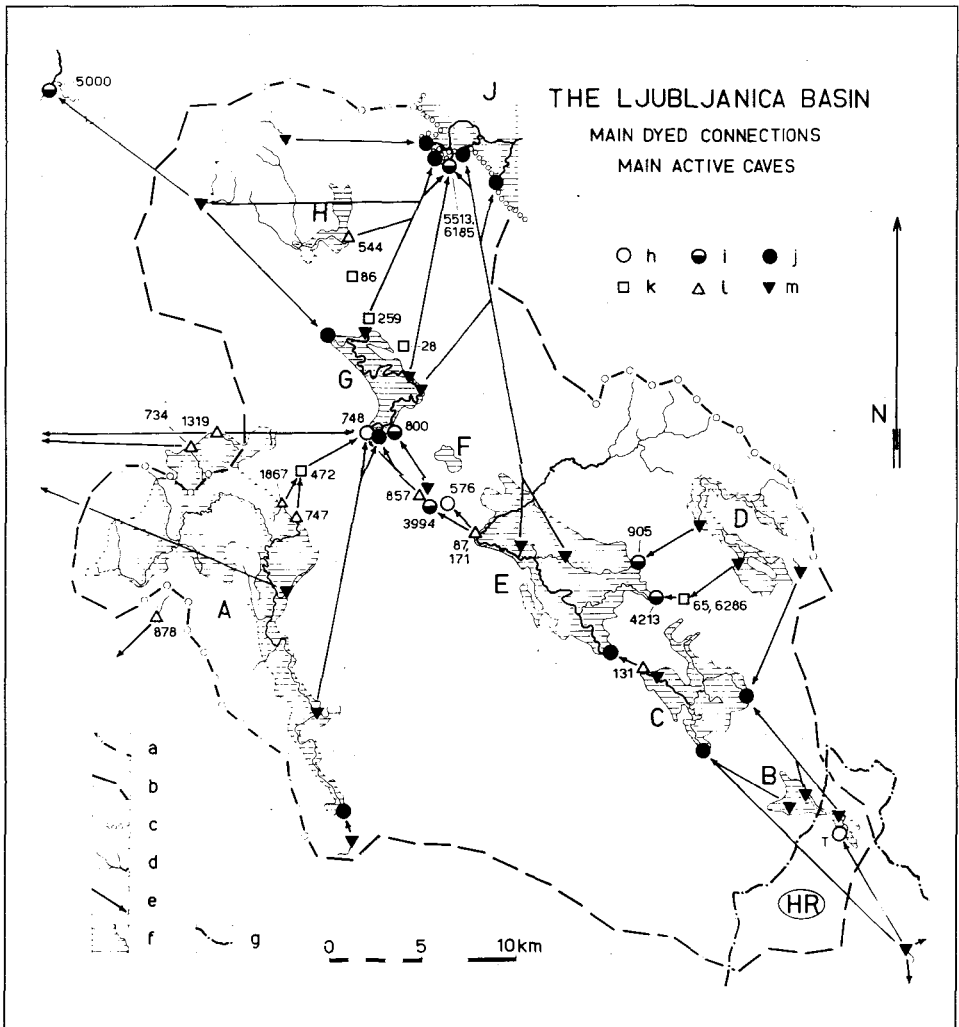 5000
J
THE LJUBLJANICA BASIN
MAIN DYED CONNECTIONS
MAIN ACTIVE CAVES
H
544
5513,
6185
h i j
k l m
86
259
28
G
N
734
1319
748
800
F
1867
472
857
576
747
3994
87,
171
905
D
E
A
4213
65,6286
878
131
C
B
T
HR
a
b
c
d
e
f g
0 5 10km